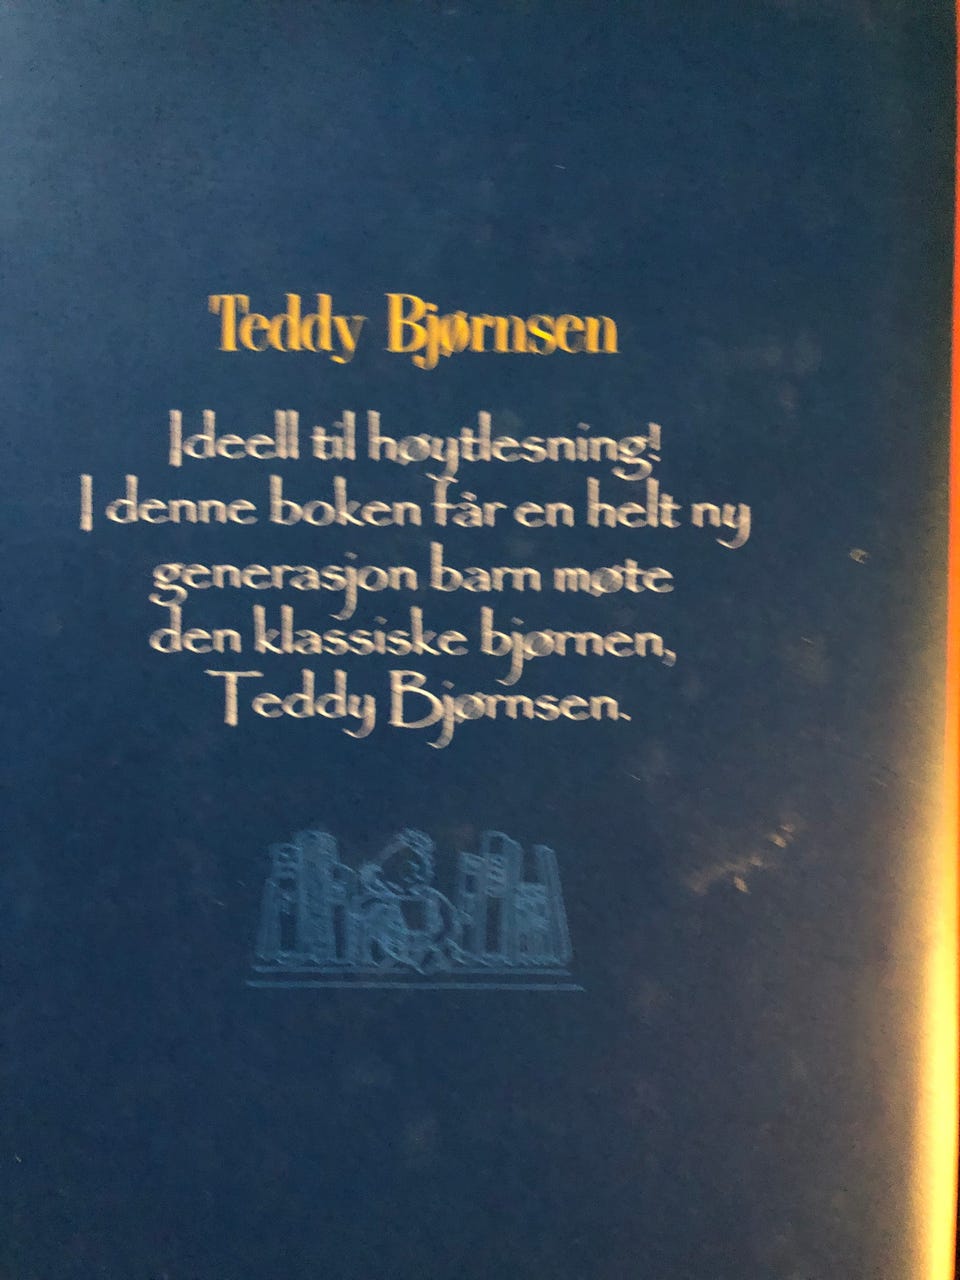 Teddy Bjørnsen
Ideell til høytlesning!
I denne boken får en helt ny
generasjon barn møte
den klassiske bjørnen,
Teddy Bjørnsen.